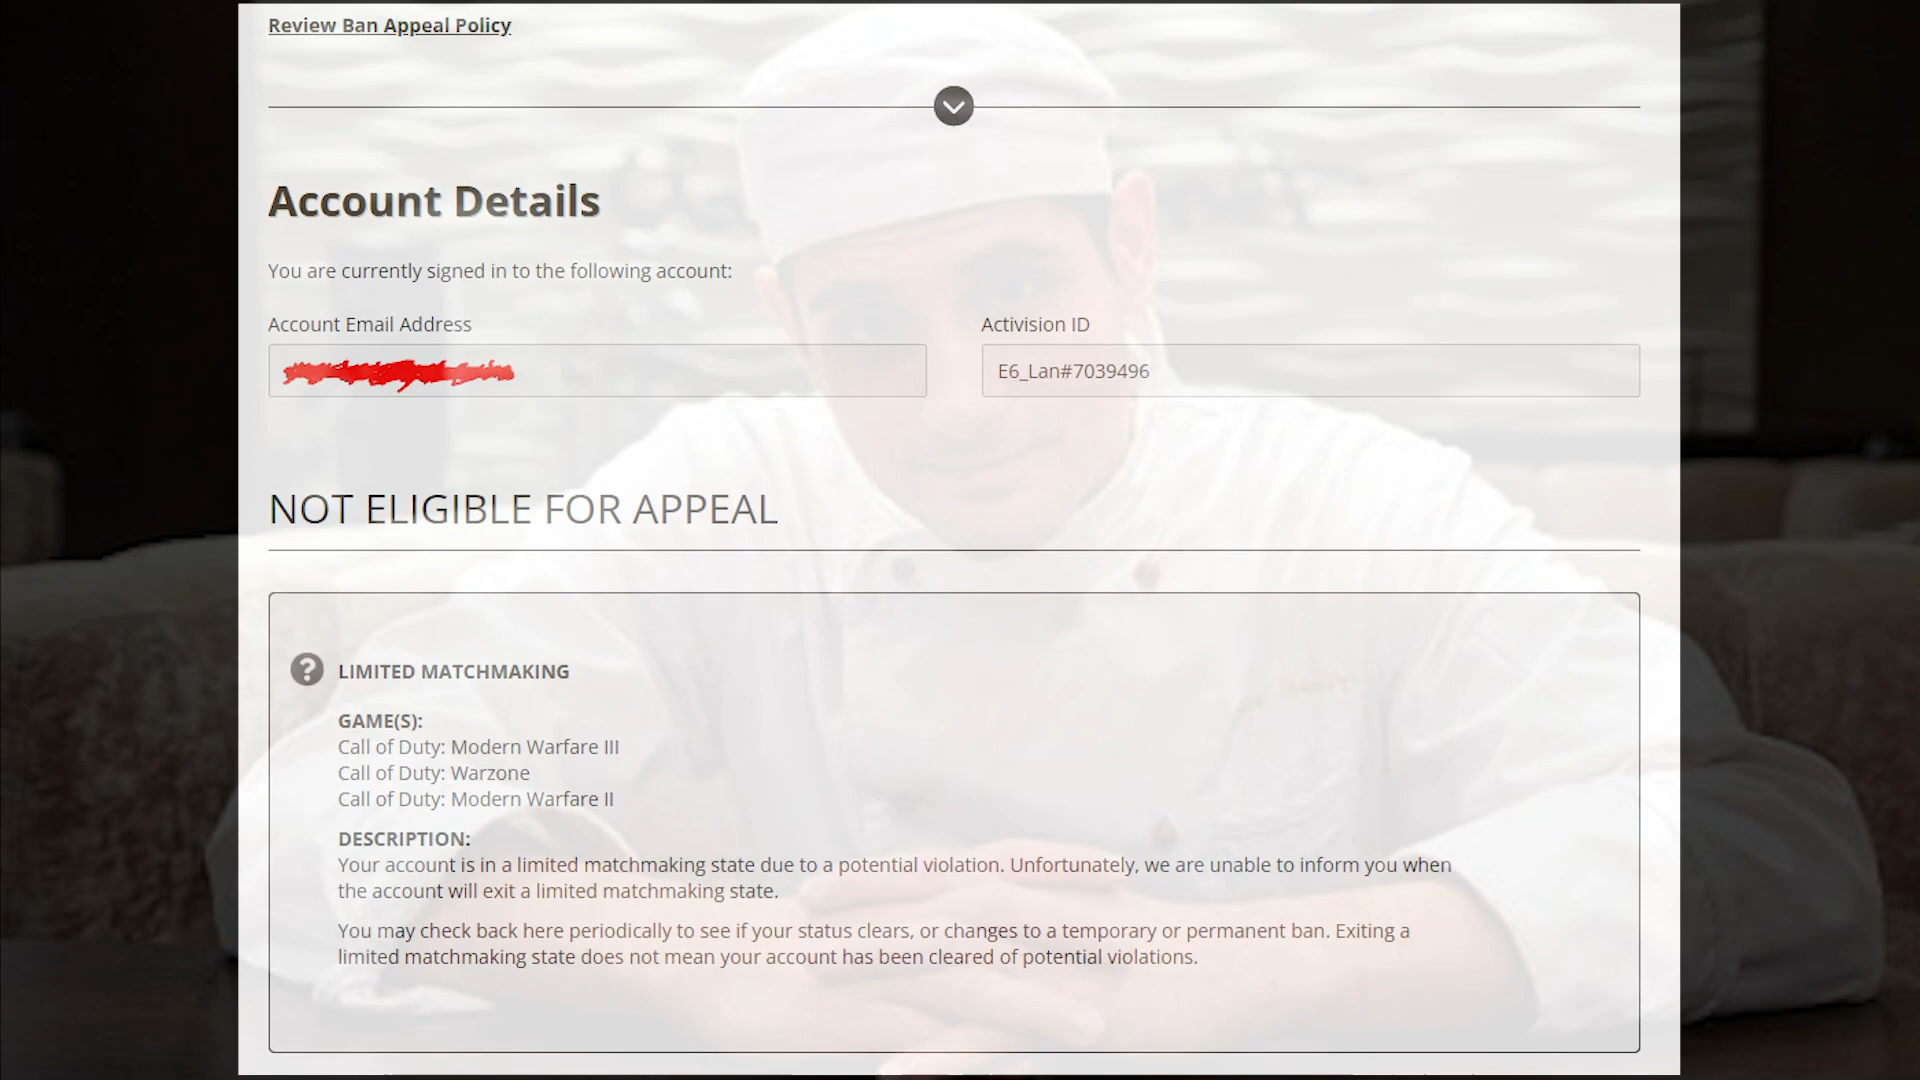 Review Ban Appeal Policy
Account Details
You are currently signed in to the following account:
Account Email Address
Activision ID
E6_Lan#7039496
NOT ELIGIBLE FOR APPEAL
LIMITED MATCHMAKING
GAME(S):
Call of Duty: Modern Warfare III
Call of Duty: Warzone
Call of Duty: Modern Warfare II
DESCRIPTION:
Your account is in a limited matchmaking state due to a potential violation. Unfortunately, we are unable to inform you when
the account will exit a limited matchmaking state.
You may check back here periodically to see if your status clears, or changes to a temporary or permanent ban. Exiting a
limited matchmaking state does not mean your account has been cleared of potential violations.